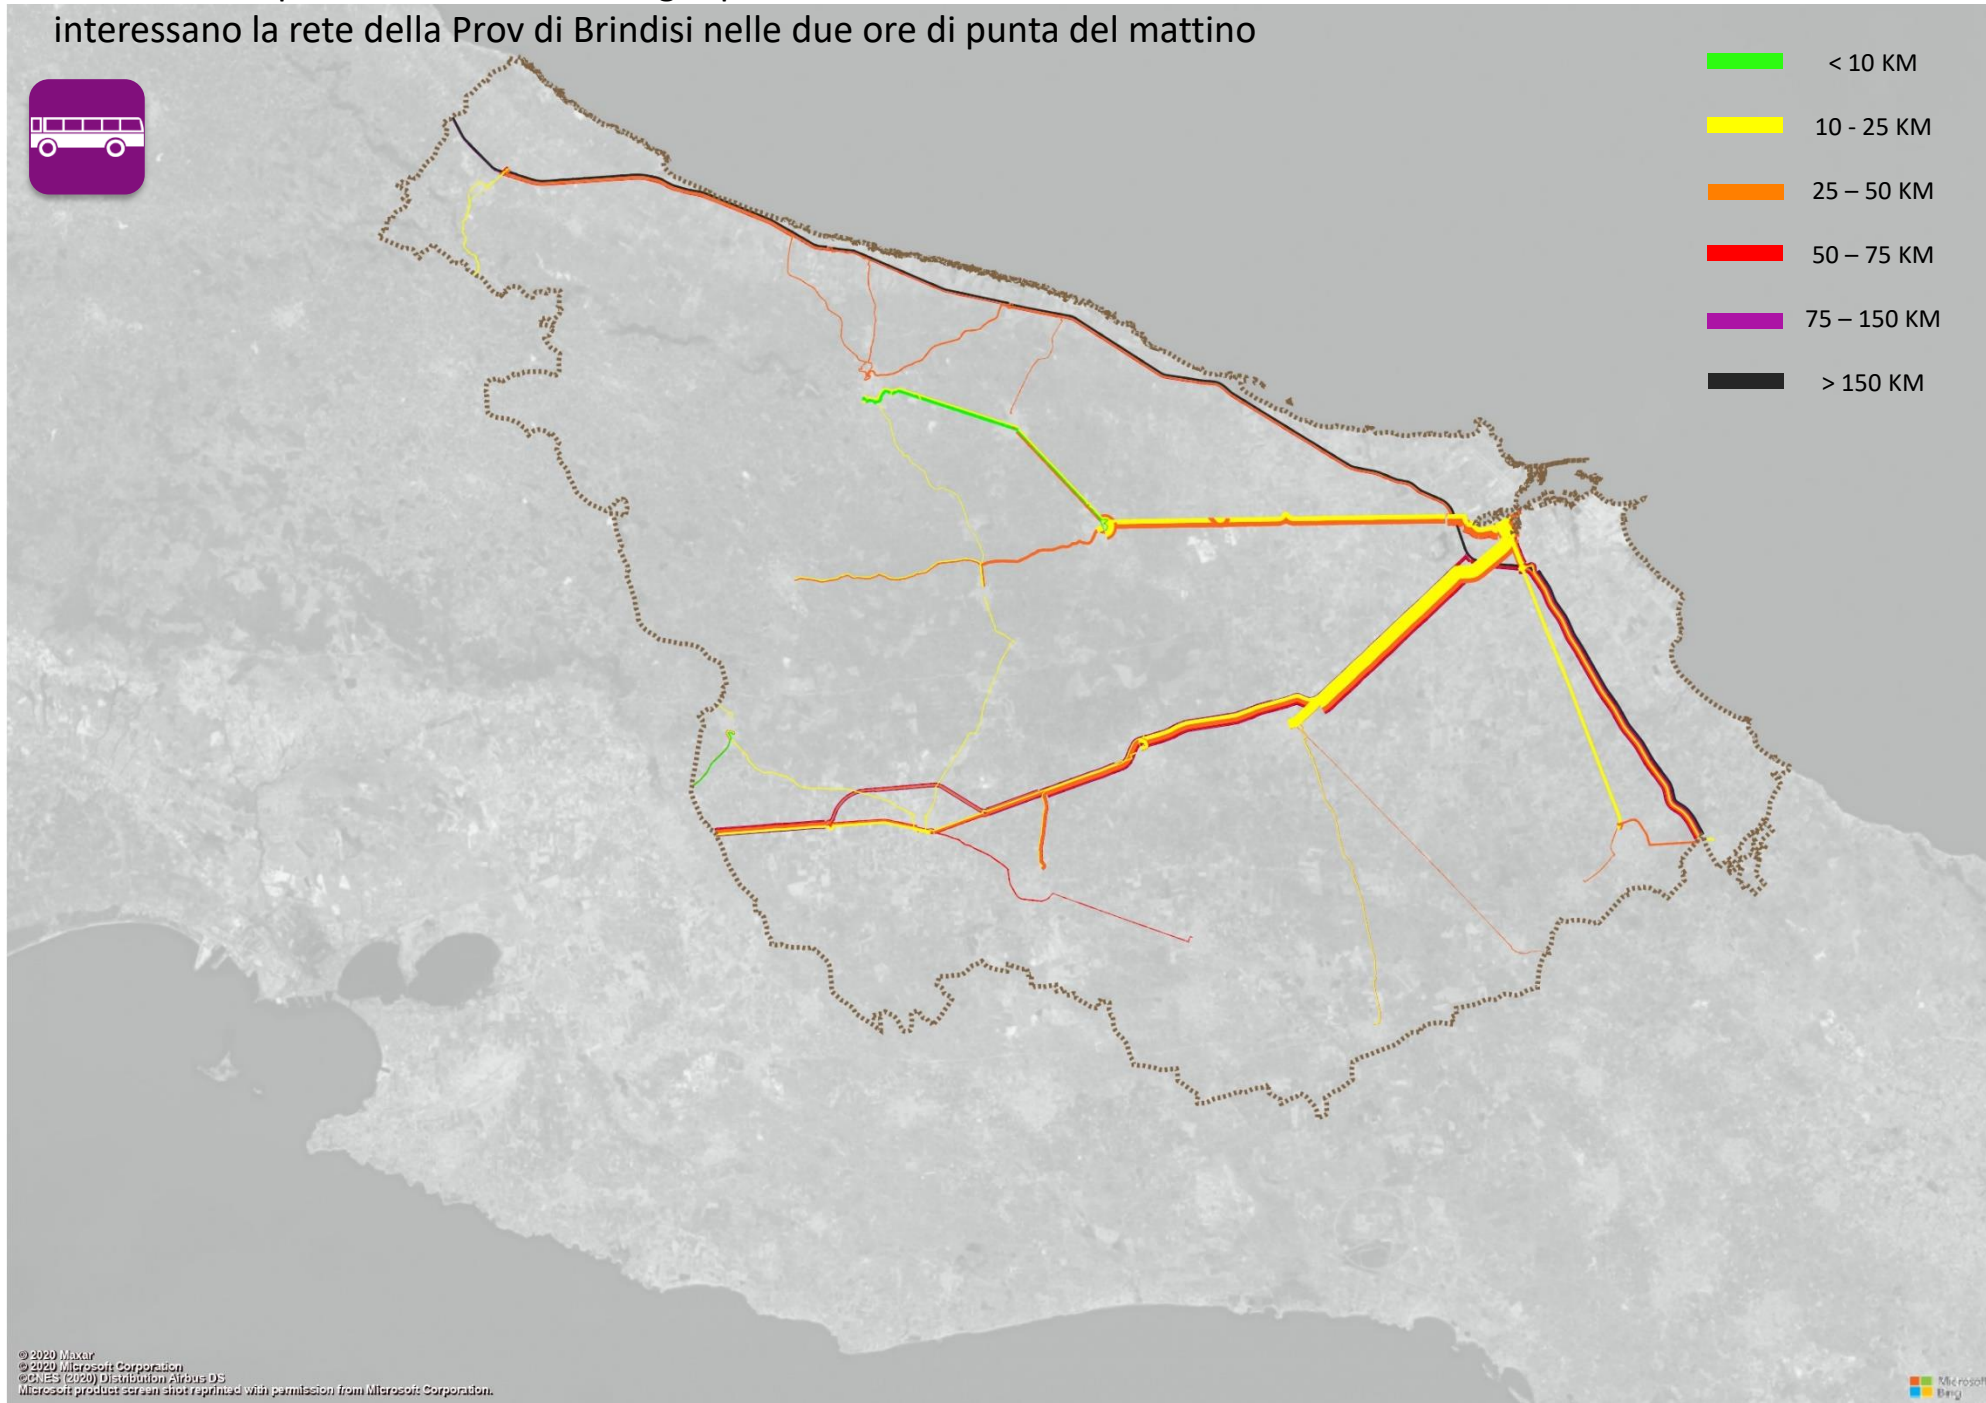 interessano la rete della Prov di Brindisi nelle due ore di punta del mattino
< 10 KM
10 - 25 KM
25 – 50 KM
50 – 75 KM
75 – 150 KM
> 150 KM
© 2020 Maxar
© 2020 Microsoft Corporation
©CNES (2020) Distribution Airbus DS
Microsoft product screen shot reprinted with permission from Microsoft Corporation.
Microsoft
Bing